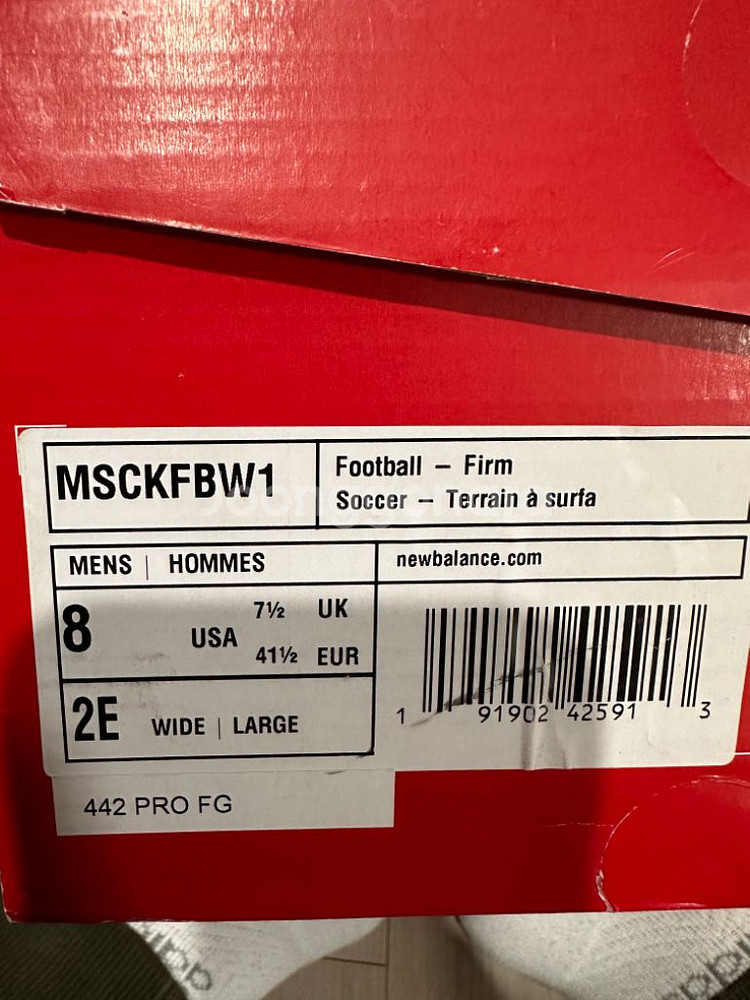 MSCKFBW1
Football – Firm
Soccer – Terrain à surfa
MENS | HOMMES
newbalance.com
8 USA 7½ UK
41½ EUR
2E WIDE | LARGE
1 91902 42591 3
442 PRO FG